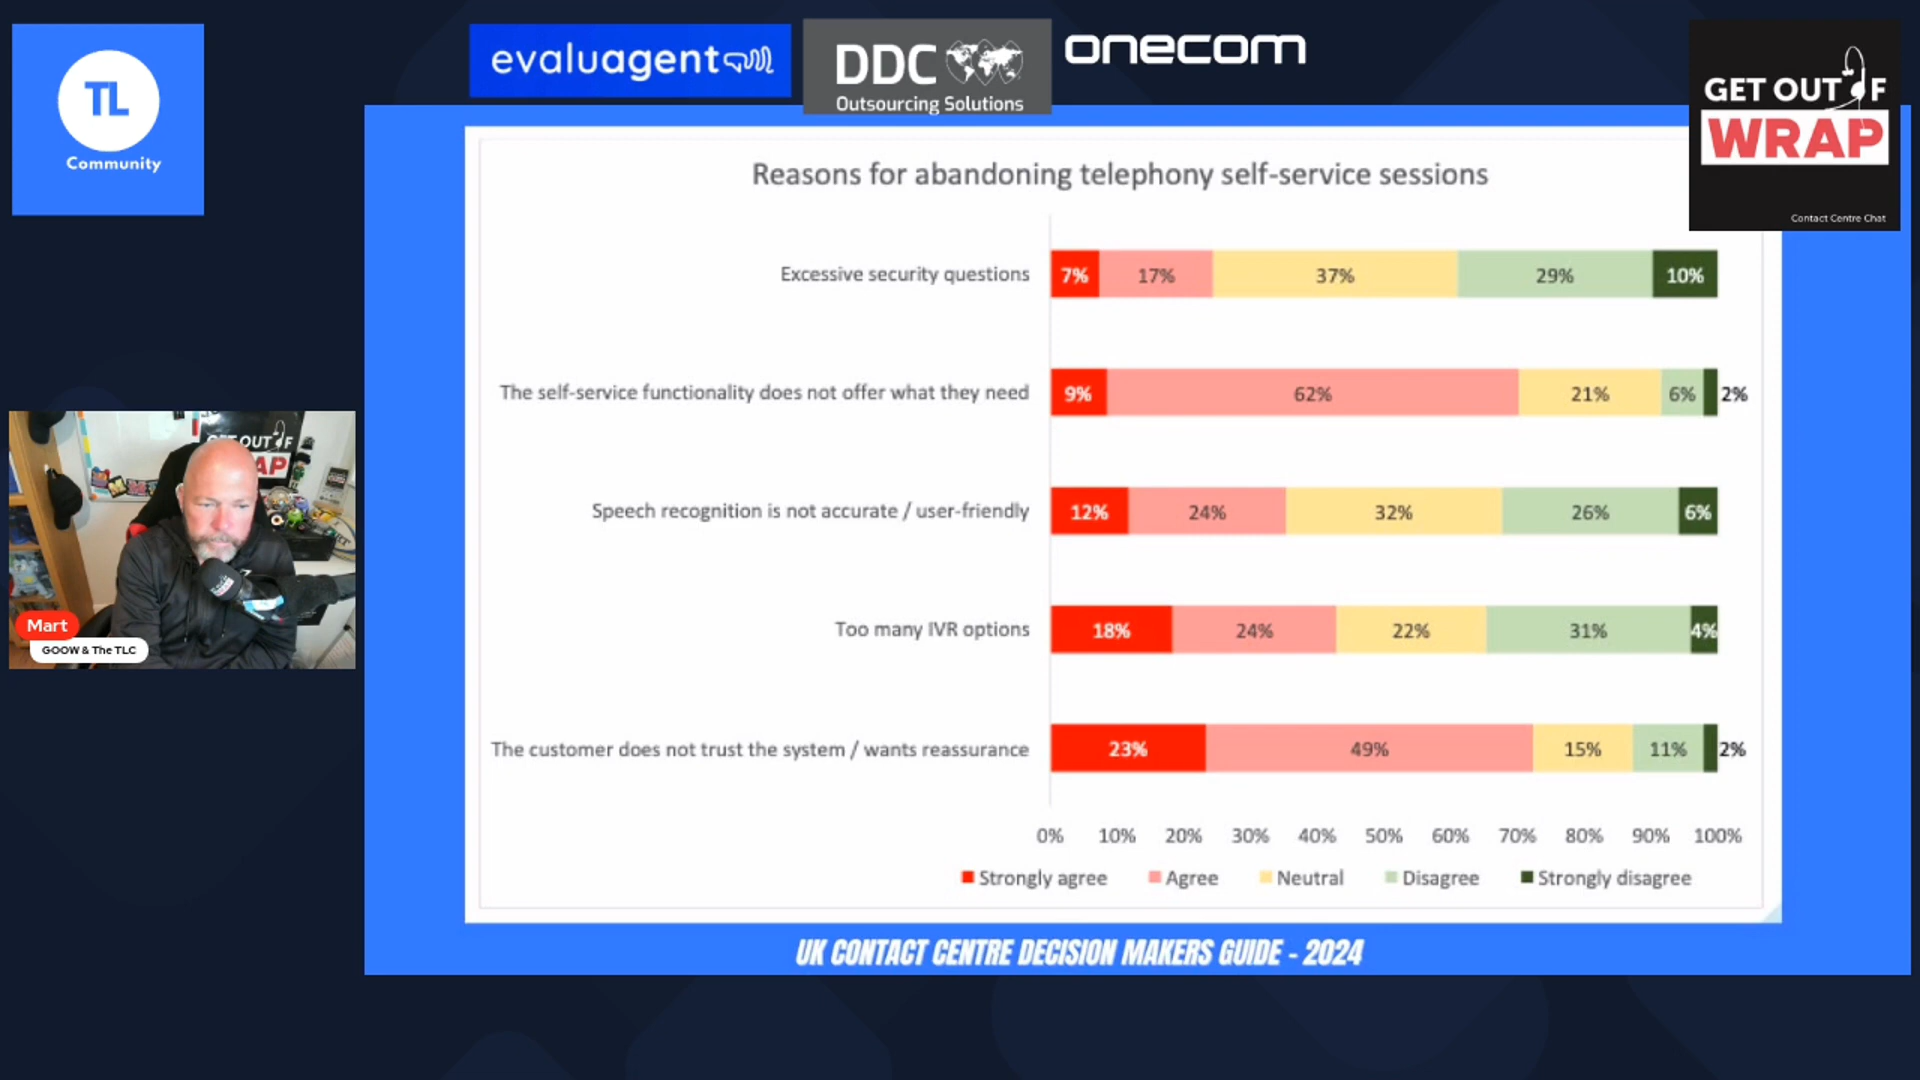 TL
Community
evaluagent
DDC
Outsourcing Solutions
onecom
GET OUT OF
WRAP
Contact Centre Chat
Reasons for abandoning telephony self-service sessions
Excessive security questions
7% 17% 37% 29% 10%
The self-service functionality does not offer what they need
9% 62% 21% 6% 2%
Speech recognition is not accurate / user-friendly
12% 24% 32% 26% 6%
Too many IVR options
18% 24% 22% 31% 4%
The customer does not trust the system / wants reassurance
23% 49% 15% 11% 2%
0% 10% 20% 30% 40% 50% 60% 70% 80% 90% 100%
Strongly agree Agree Neutral Disagree Strongly disagree
UK CONTACT CENTRE DECISION MAKERS GUIDE - 2024
GET OUT OF
WRAP
Mart
GOOW & The TLC